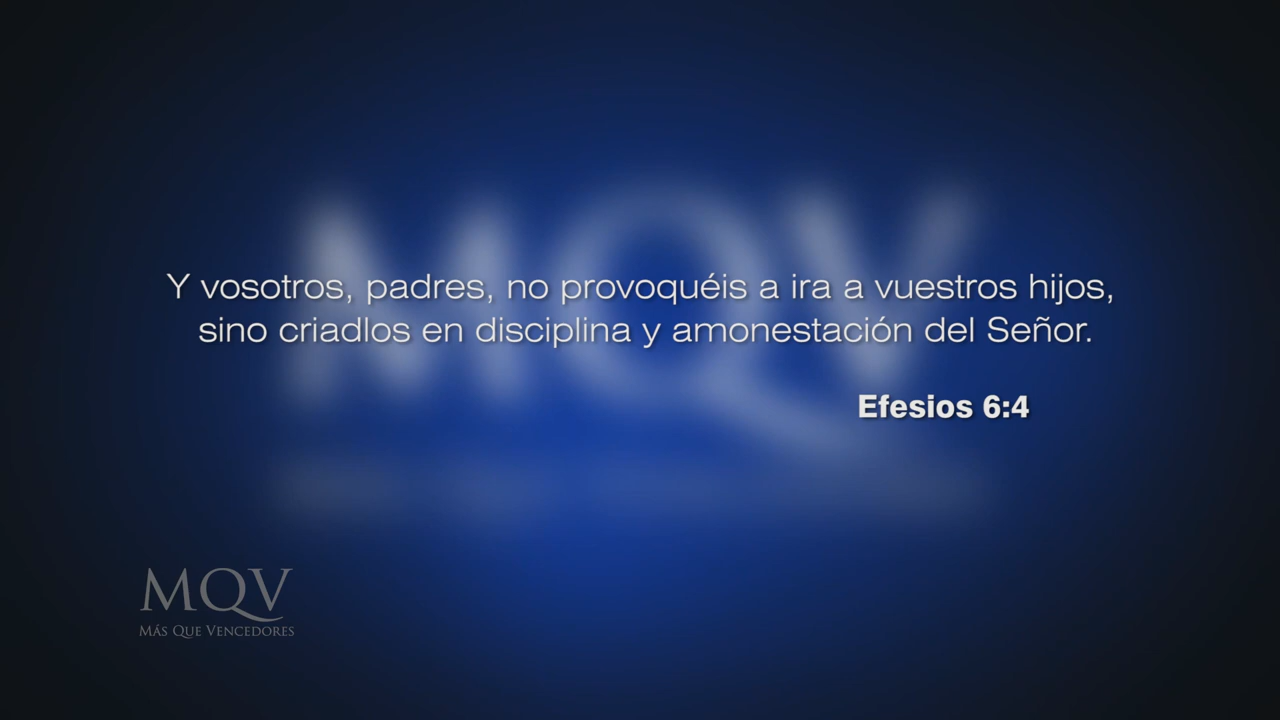 Y vosotros, padres, no provoquéis a ira a vuestros hijos,
sino criadlos en disciplina y amonestación del Señor.
Efesios 6:4
MQV
MQV
MÁS QUE VENCEDORES